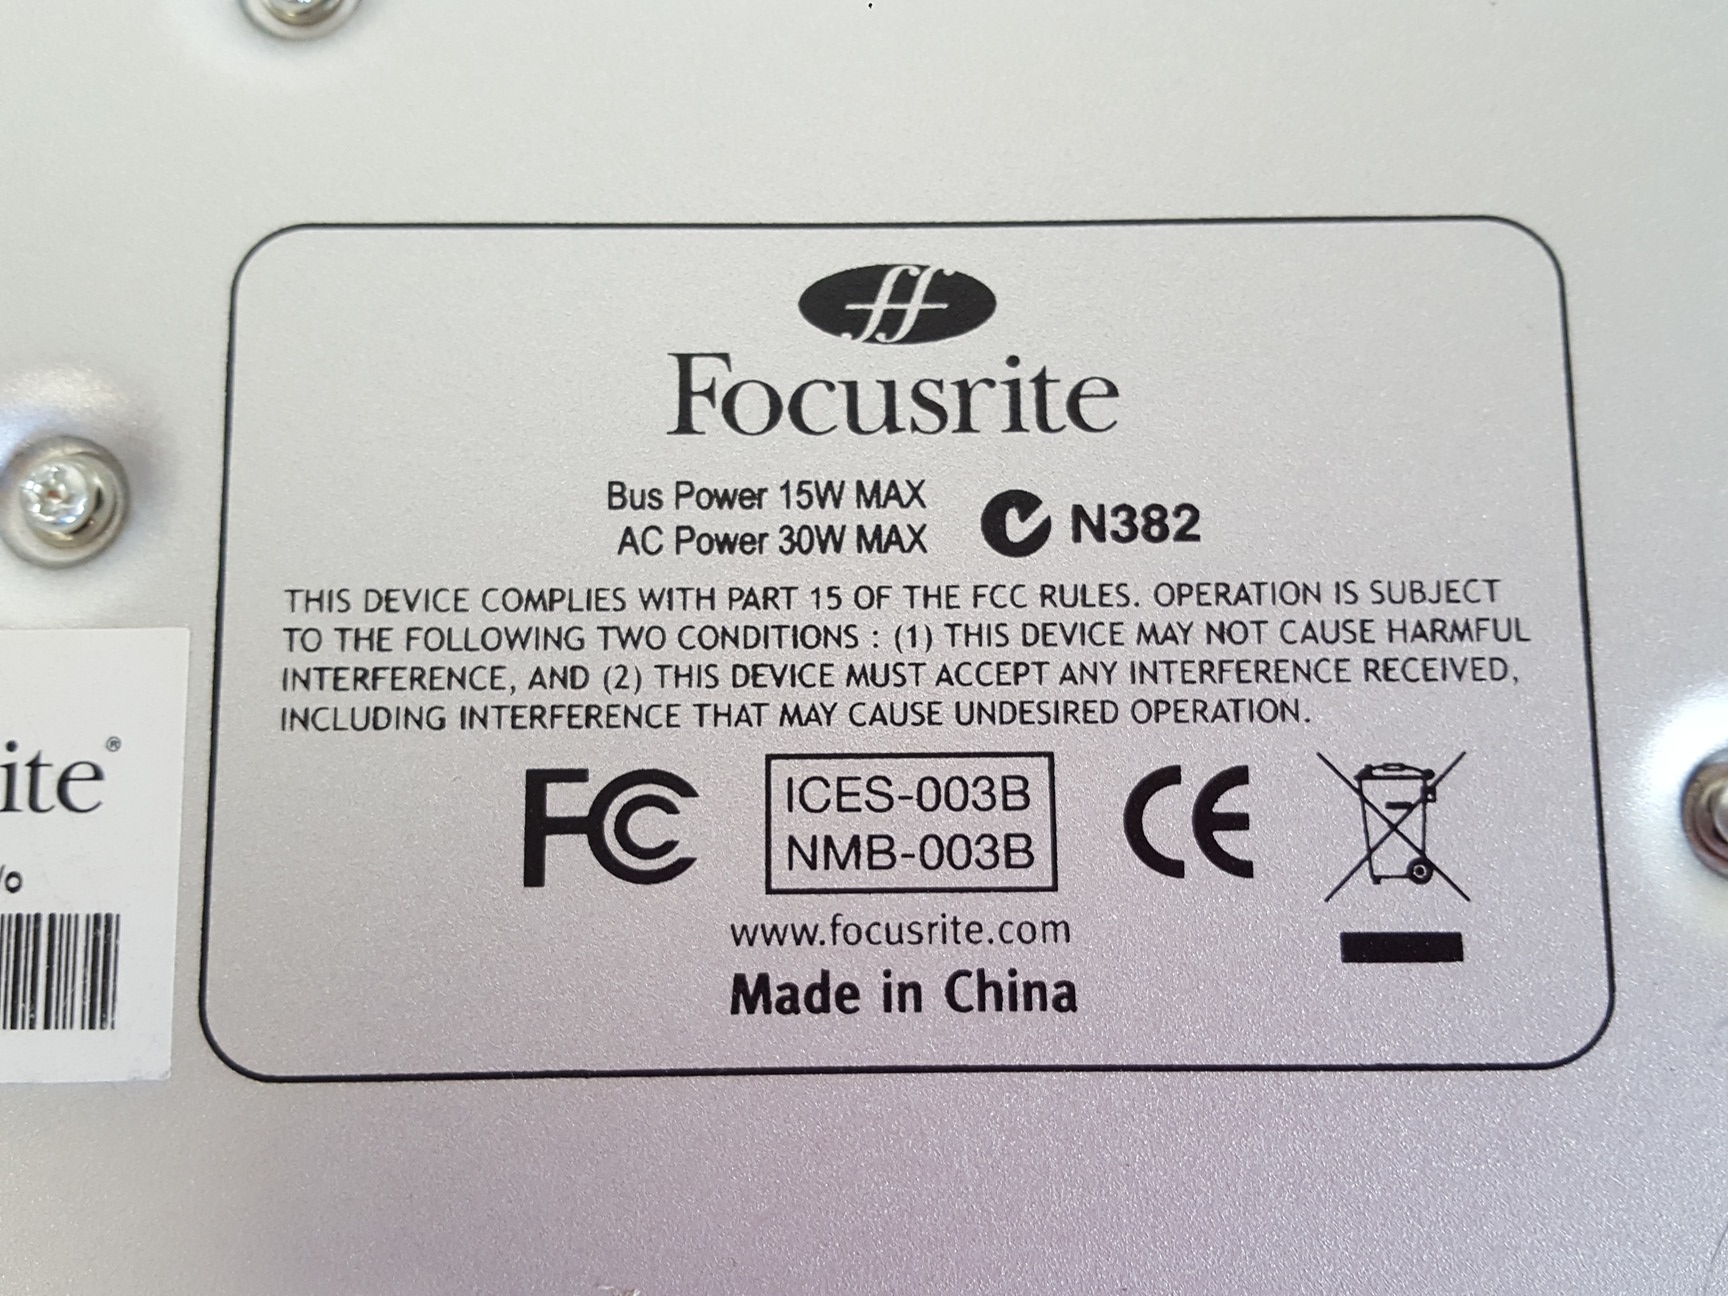 ff
Focusrite
Bus Power 15W MAX
AC Power 30W MAX
N382
THIS DEVICE COMPLIES WITH PART 15 OF THE FCC RULES. OPERATION IS SUBJECT
TO THE FOLLOWING TWO CONDITIONS : (1) THIS DEVICE MAY NOT CAUSE HARMFUL
INTERFERENCE, AND (2) THIS DEVICE MUST ACCEPT ANY INTERFERENCE RECEIVED,
INCLUDING INTERFERENCE THAT MAY CAUSE UNDESIRED OPERATION.
ite®
FC
ICES-003B
NMB-003B
CE
www.focusrite.com
Made in China